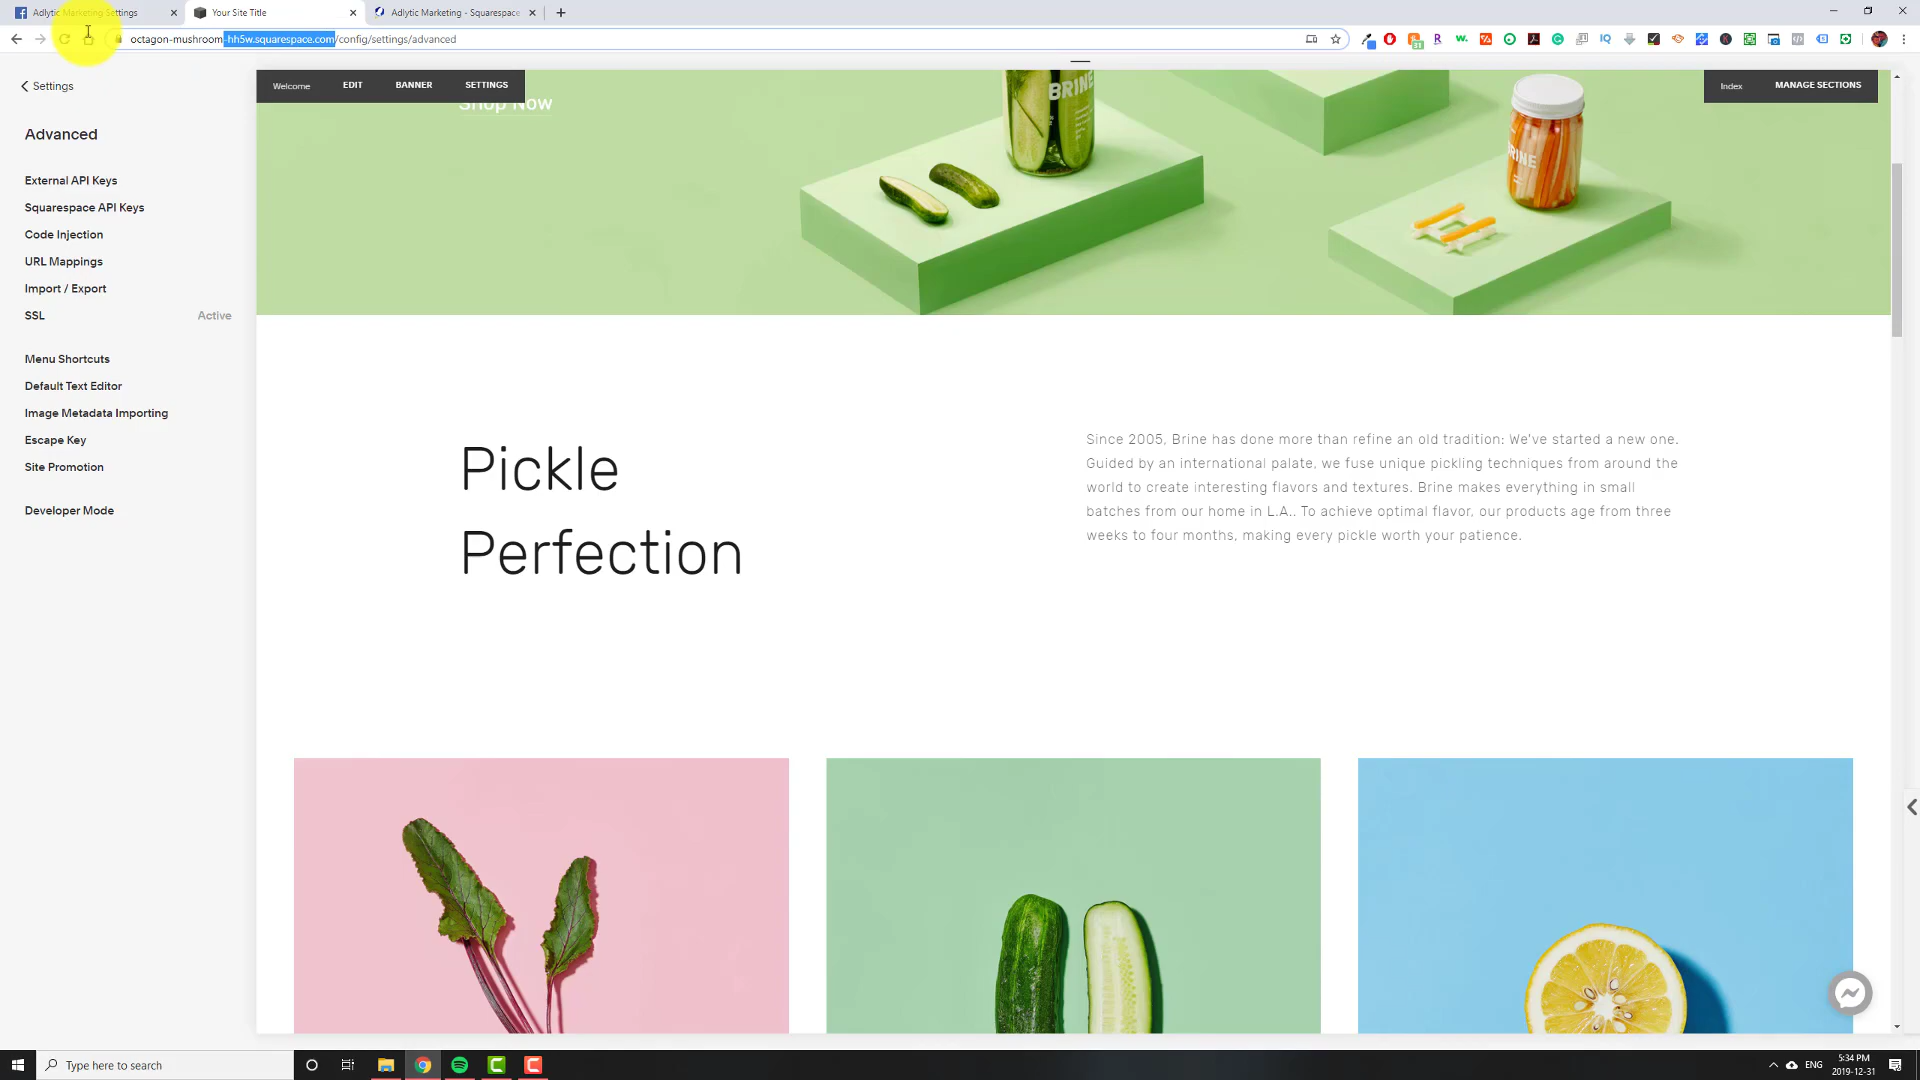 Adlytic Marketing Settings
Your Site Title
Adlytic Marketing - Squarespace
octagon-mushroom-hh5w.squarespace.com/config/settings/advanced
Settings
Advanced
External API Keys
Squarespace API Keys
Code Injection
URL Mappings
Import / Export
SSL Active
Menu Shortcuts
Default Text Editor
Image Metadata Importing
Escape Key
Site Promotion
Developer Mode
Welcome EDIT BANNER SETTINGS
Index MANAGE SECTIONS
Shop Now
BRINE
BRINE
Pickle
Perfection
Since 2005, Brine has done more than refine an old tradition: We've started a new one.
Guided by an international palate, we fuse unique pickling techniques from around the
world to create interesting flavors and textures. Brine makes everything in small
batches from our home in L.A.. To achieve optimal flavor, our products age from three
weeks to four months, making every pickle worth your patience.
Type here to search
ENG
5:34 PM
2019-12-31